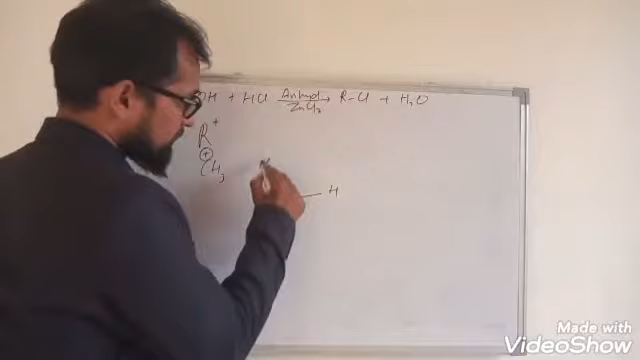 OH + HCl Anhyd ZnCl₂ → R-Cl + H₂O
R⁺
⊕
CH₃
H
Made with
VideoShow